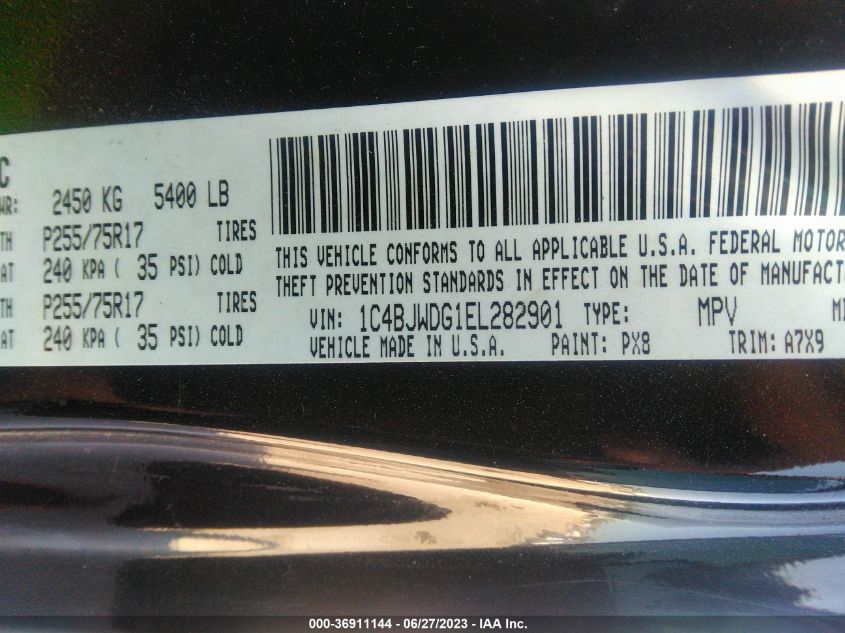 C
WR: 2450 KG 5400 LB
TH P255/75R17 TIRES
AT 240 KPA ( 35 PSI) COLD
TH P255/75R17 TIRES
AT 240 KPA ( 35 PSI) COLD
THIS VEHICLE CONFORMS TO ALL APPLICABLE U.S.A. FEDERAL MOTOR
THEFT PREVENTION STANDARDS IN EFFECT ON THE DATE OF MANUFACT
VIN: 1C4BJWDG1EL282901 TYPE: MPV
VEHICLE MADE IN U.S.A. PAINT: PX8 TRIM: A7X9
000-36911144 - 06/27/2023 - IAA Inc.